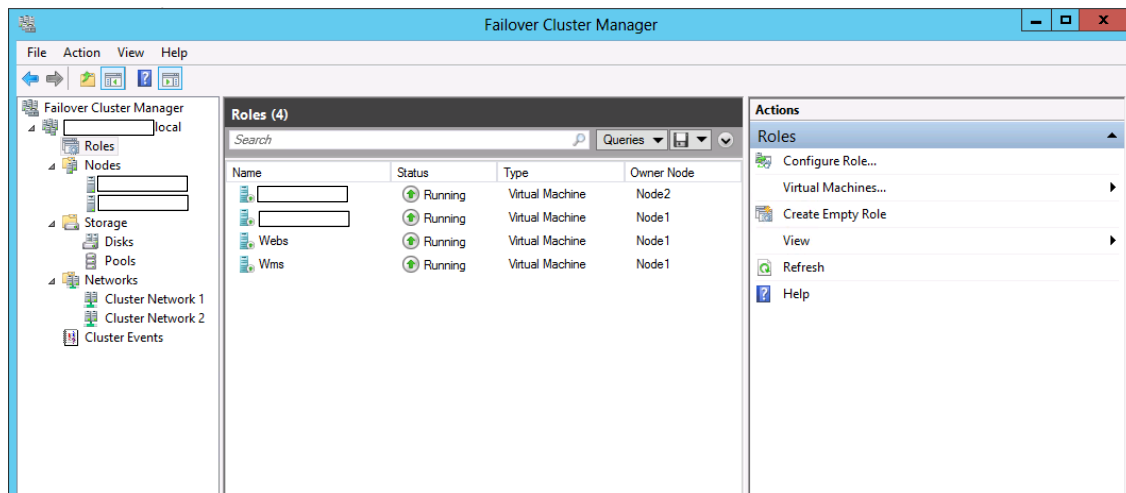 Failover Cluster Manager
File Action View Help
Failover Cluster Manager
local
Roles
Nodes
Storage
Disks
Pools
Networks
Cluster Network 1
Cluster Network 2
Cluster Events
Roles (4)
Search Queries
Name Status Type Owner Node
Running Virtual Machine Node2
Running Virtual Machine Node1
Webs Running Virtual Machine Node1
Wms Running Virtual Machine Node1
Actions
Roles
Configure Role...
Virtual Machines...
Create Empty Role
View
Refresh
Help